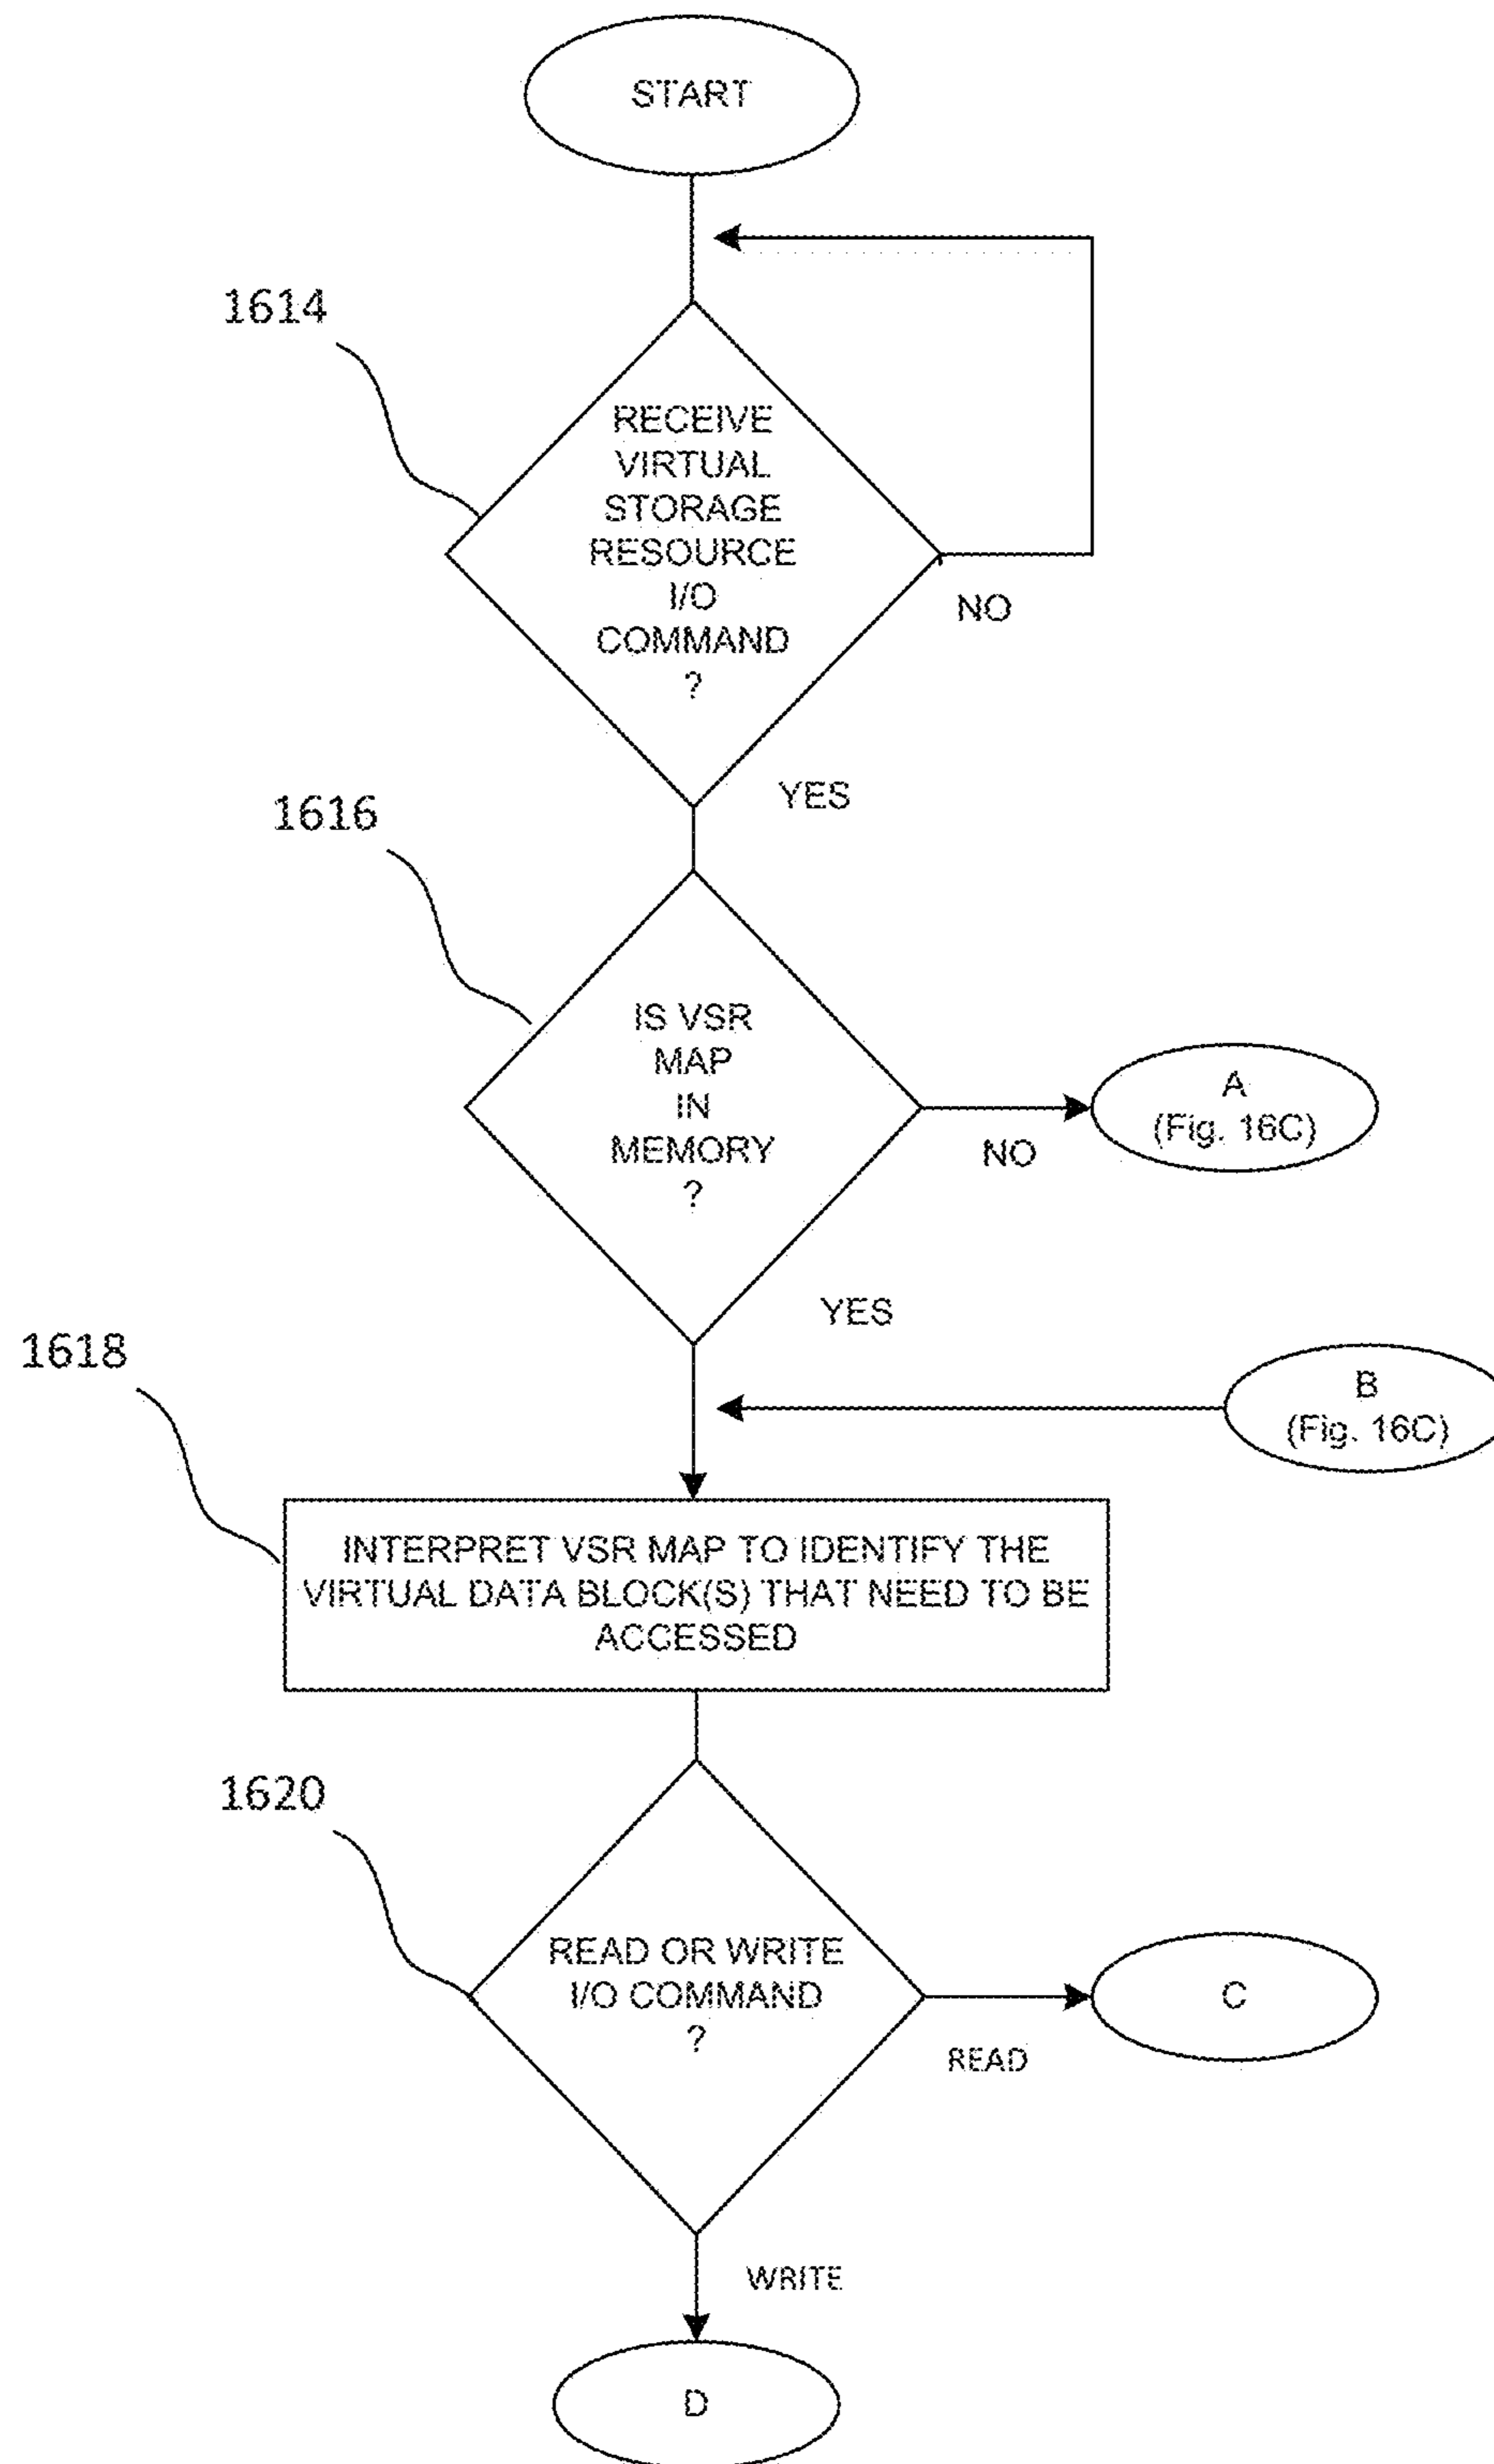 START
1614
RECEIVE
VIRTUAL
STORAGE
RESOURCE
I/O
COMMAND
?
NO
YES
1616
IS VSR
MAP
IN
MEMORY
?
A
(Fig. 16C)
NO
YES
1618
B
(Fig. 16C)
INTERPRET VSR MAP TO IDENTIFY THE
VIRTUAL DATA BLOCK(S) THAT NEED TO BE
ACCESSED
1620
READ OR WRITE
I/O COMMAND
?
C
READ
WRITE
D